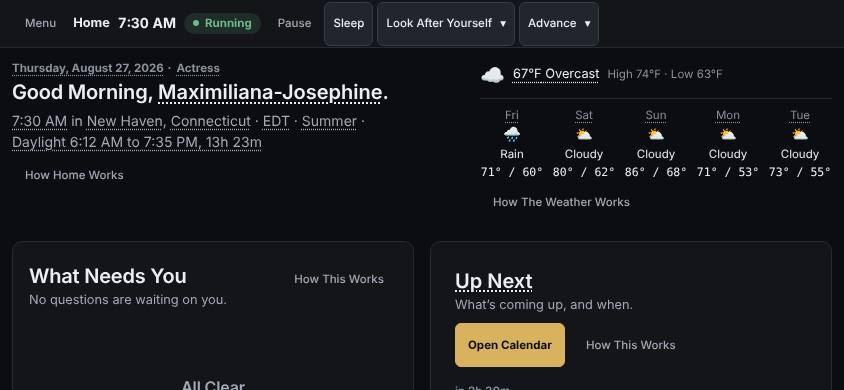 Menu Home 7:30 AM Running Pause Sleep Look After Yourself Advance
Thursday, August 27, 2026 · Actress
Good Morning, Maximiliana-Josephine.
7:30 AM in New Haven, Connecticut · EDT · Summer ·
Daylight 6:12 AM to 7:35 PM, 13h 23m
How Home Works
67°F Overcast High 74°F · Low 63°F
Fri Sat Sun Mon Tue
Rain Cloudy Cloudy Cloudy Cloudy
71° / 60° 80° / 62° 86° / 68° 71° / 53° 73° / 55°
How The Weather Works
What Needs You
How This Works
No questions are waiting on you.
All Clear
Up Next
What's coming up, and when.
Open Calendar
How This Works